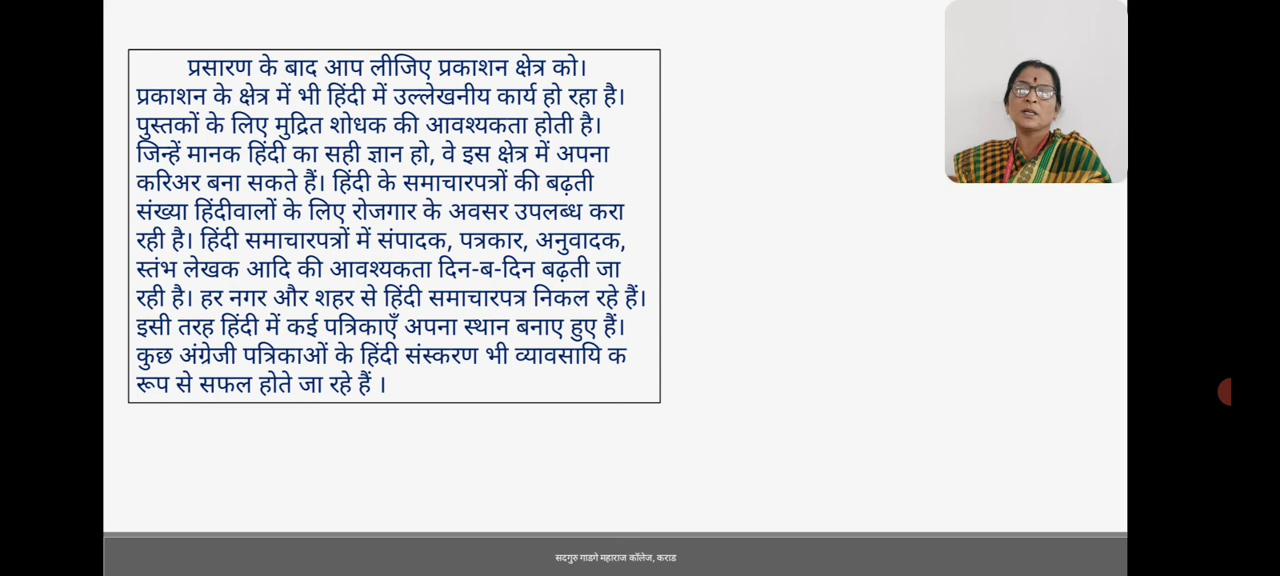 प्रसारण के बाद आप लीजिए प्रकाशन क्षेत्र को।
प्रकाशन के क्षेत्र में भी हिंदी में उल्लेखनीय कार्य हो रहा है।
पुस्तकों के लिए मुद्रित शोधक की आवश्यकता होती है।
जिन्हें मानक हिंदी का सही ज्ञान हो, वे इस क्षेत्र में अपना
करिअर बना सकते हैं। हिंदी के समाचारपत्रों की बढ़ती
संख्या हिंदीवालों के लिए रोजगार के अवसर उपलब्ध करा
रही है। हिंदी समाचारपत्रों में संपादक, पत्रकार, अनुवादक,
स्तंभ लेखक आदि की आवश्यकता दिन-ब-दिन बढ़ती जा
रही है। हर नगर और शहर से हिंदी समाचारपत्र निकल रहे हैं।
इसी तरह हिंदी में कई पत्रिकाएँ अपना स्थान बनाए हुए हैं।
कुछ अंग्रेजी पत्रिकाओं के हिंदी संस्करण भी व्यावसायि क
रूप से सफल होते जा रहे हैं ।
सदगुरु गाडगे महाराज कॉलेज, कराड